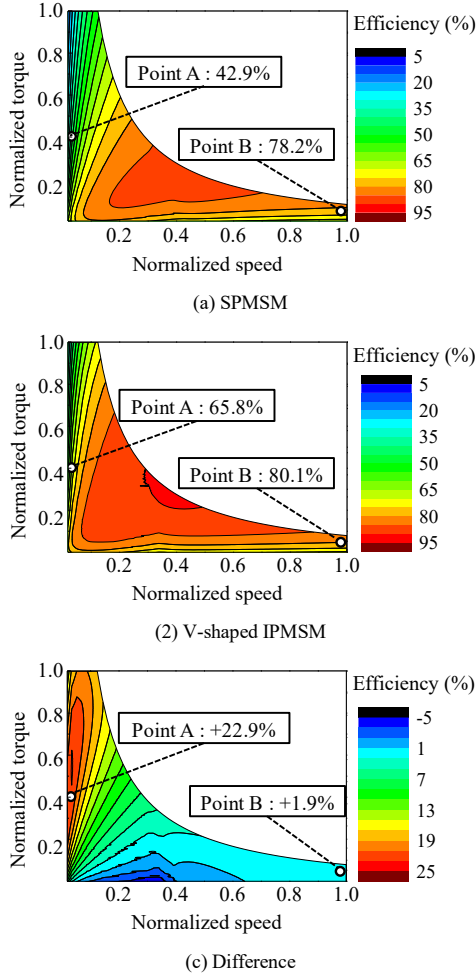 Efficiency (%)
1.0
0.8
0.6
0.4
0.2
Normalized torque
Point A : 42.9%
Point B : 78.2%
5
20
35
50
65
80
95
0.2
0.4
0.6
0.8
1.0
Normalized speed
(a) SPMSM
Efficiency (%)
1.0
0.8
0.6
0.4
0.2
Normalized torque
Point A : 65.8%
Point B : 80.1%
5
20
35
50
65
80
95
0.2
0.4
0.6
0.8
1.0
Normalized speed
(2) V-shaped IPMSM
Efficiency (%)
1.0
0.8
0.6
0.4
0.2
Normalized torque
Point A : +22.9%
Point B : +1.9%
-5
1
7
13
19
25
0.2
0.4
0.6
0.8
1.0
Normalized speed
(c) Difference